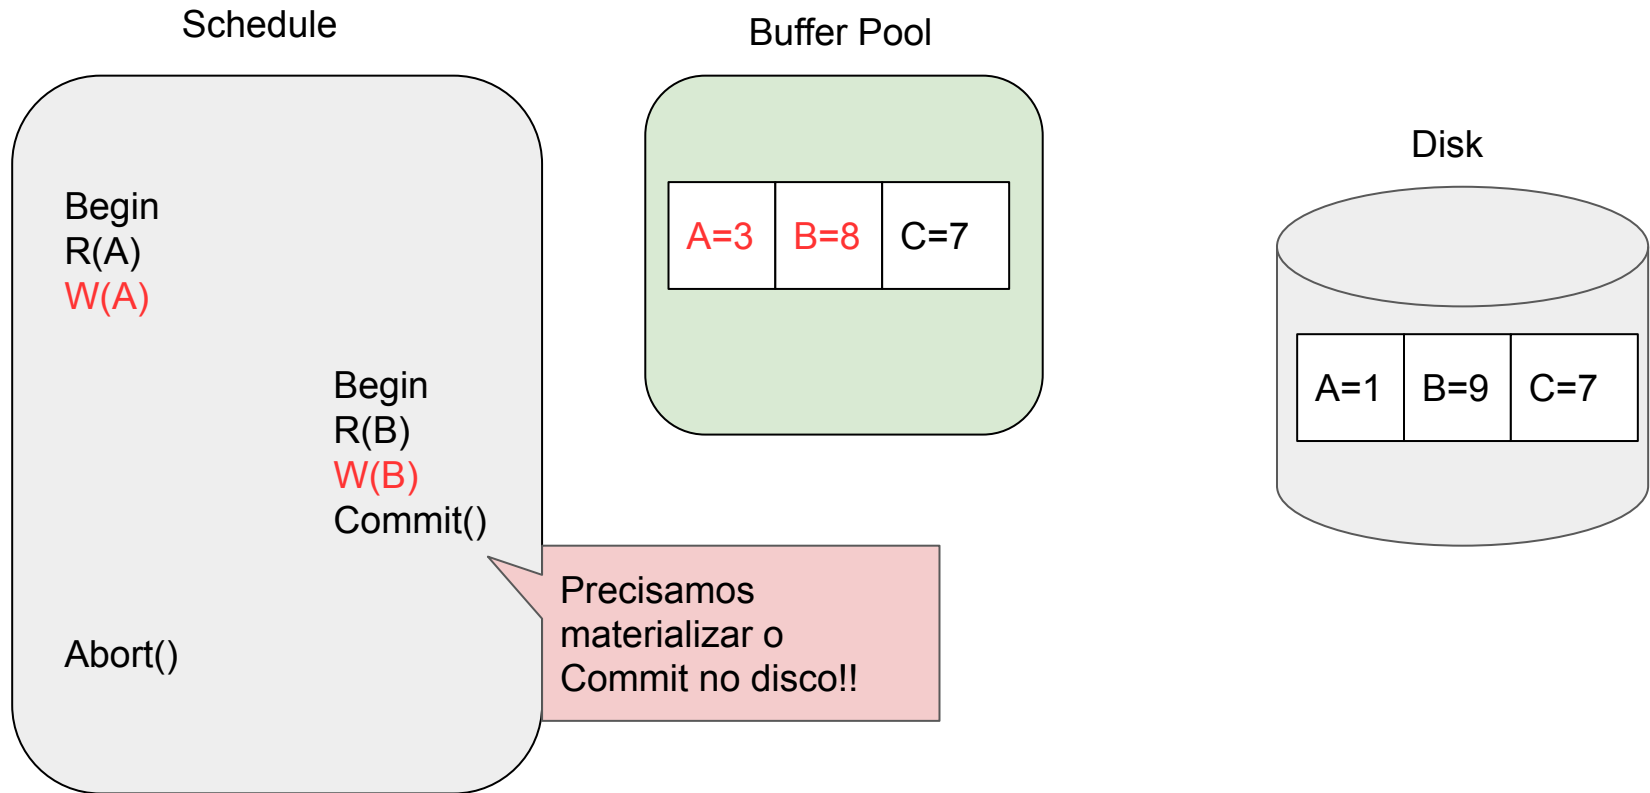 Schedule
Begin
R(A)
W(A)
Begin
R(B)
W(B)
Commit()
Abort()
Precisamos
materializar o
Commit no disco!!
Buffer Pool
A=3 B=8 C=7
Disk
A=1 B=9 C=7